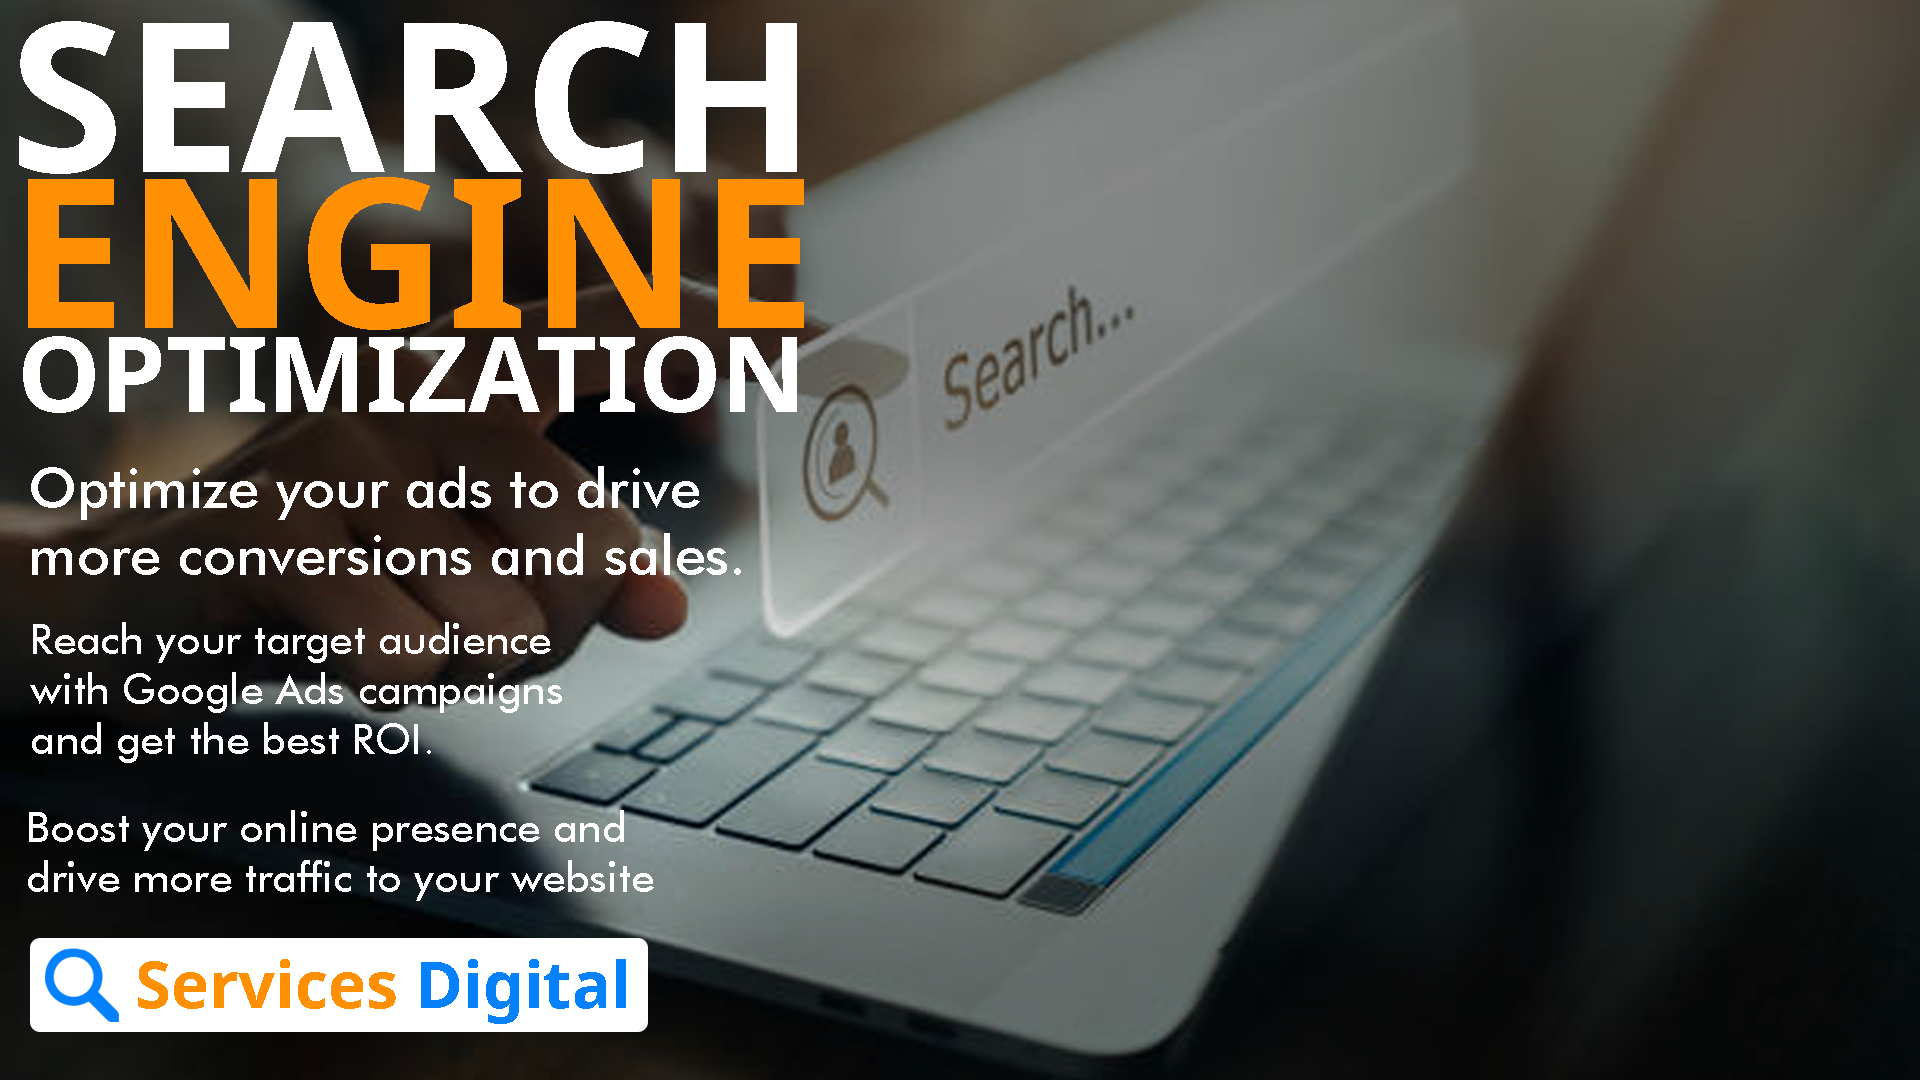 SEARCH
ENGINE
OPTIMIZATION
Search...
Optimize your ads to drive
more conversions and sales.
Reach your target audience
with Google Ads campaigns
and get the best ROI.
Boost your online presence and
drive more traffic to your website
Services Digital